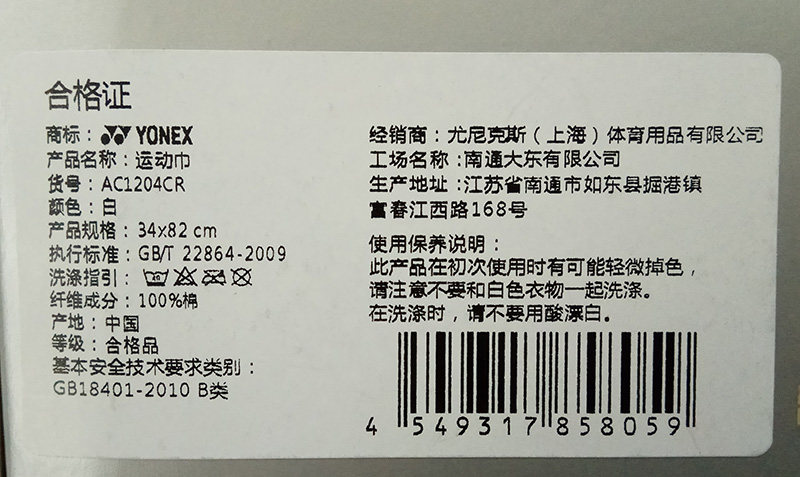 合格证
商标：YONEX
产品名称：运动巾
货号：AC1204CR
颜色：白
产品规格：34x82 cm
执行标准：GB/T 22864-2009
洗涤指引：
纤维成分：100%棉
产地：中国
等级：合格品
基本安全技术要求类别：
GB18401-2010 B类
经销商：尤尼克斯（上海）体育用品有限公司
工场名称：南通大东有限公司
生产地址：江苏省南通市如东县掘港镇
富春江西路168号
使用保养说明：
此产品在初次使用时有可能轻微掉色，
请注意不要和白色衣物一起洗涤。
在洗涤时，请不要用酸漂白。
4 549317 858059